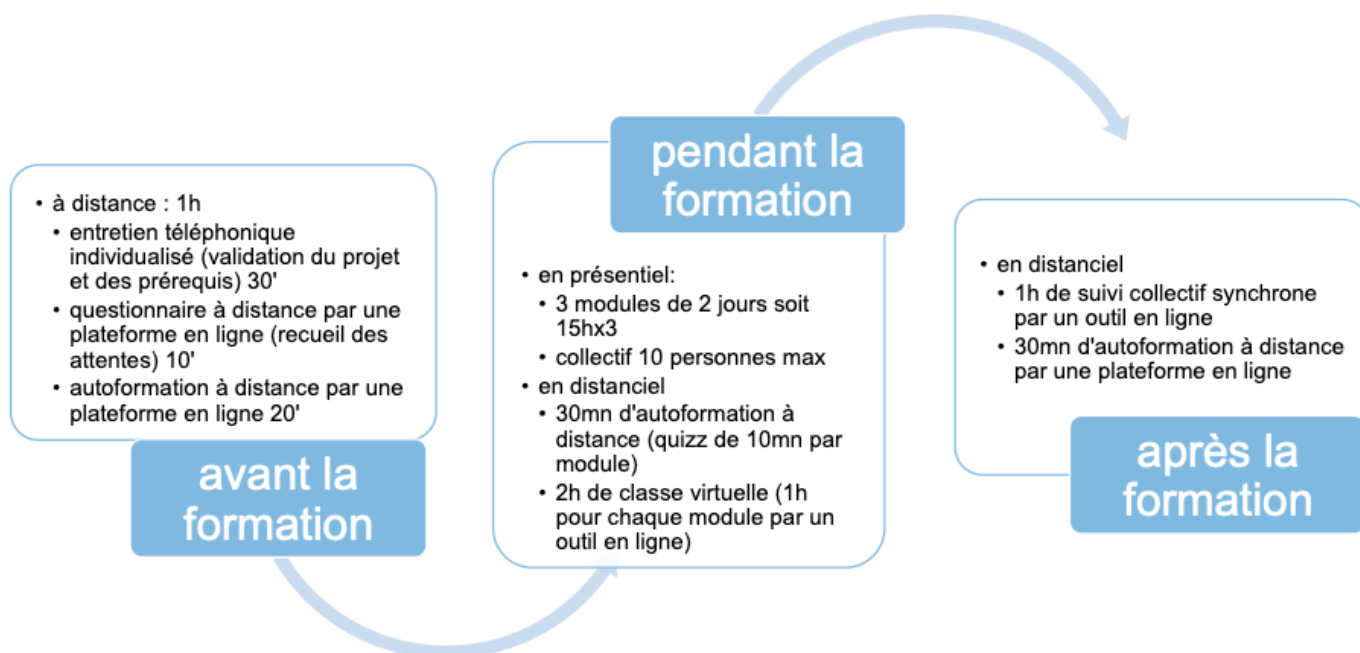 • à distance : 1h
• entretien téléphonique
individualisé (validation du projet
et des prérequis) 30'
• questionnaire à distance par une
plateforme en ligne (recueil des
attentes) 10'
• autoformation à distance par une
plateforme en ligne 20'
avant la
formation
pendant la
formation
• en présentiel:
• 3 modules de 2 jours soit
15hx3
• collectif 10 personnes max
• en distanciel
• 30mn d'autoformation à
distance (quizz de 10mn par
module)
• 2h de classe virtuelle (1h
pour chaque module par un
outil en ligne)
• en distanciel
• 1h de suivi collectif synchrone
par un outil en ligne
• 30mn d'autoformation à distance
par une plateforme en ligne
après la
formation